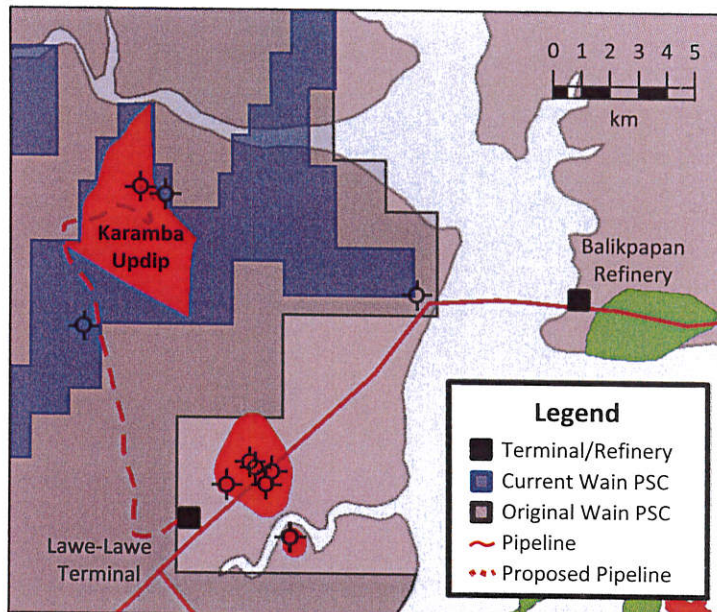 0 1 2 3 4 5
km
Karamba
Updip
Balikpapan
Refinery
Lawe-Lawe
Terminal
Legend
Terminal/Refinery
Current Wain PSC
Original Wain PSC
Pipeline
Proposed Pipeline